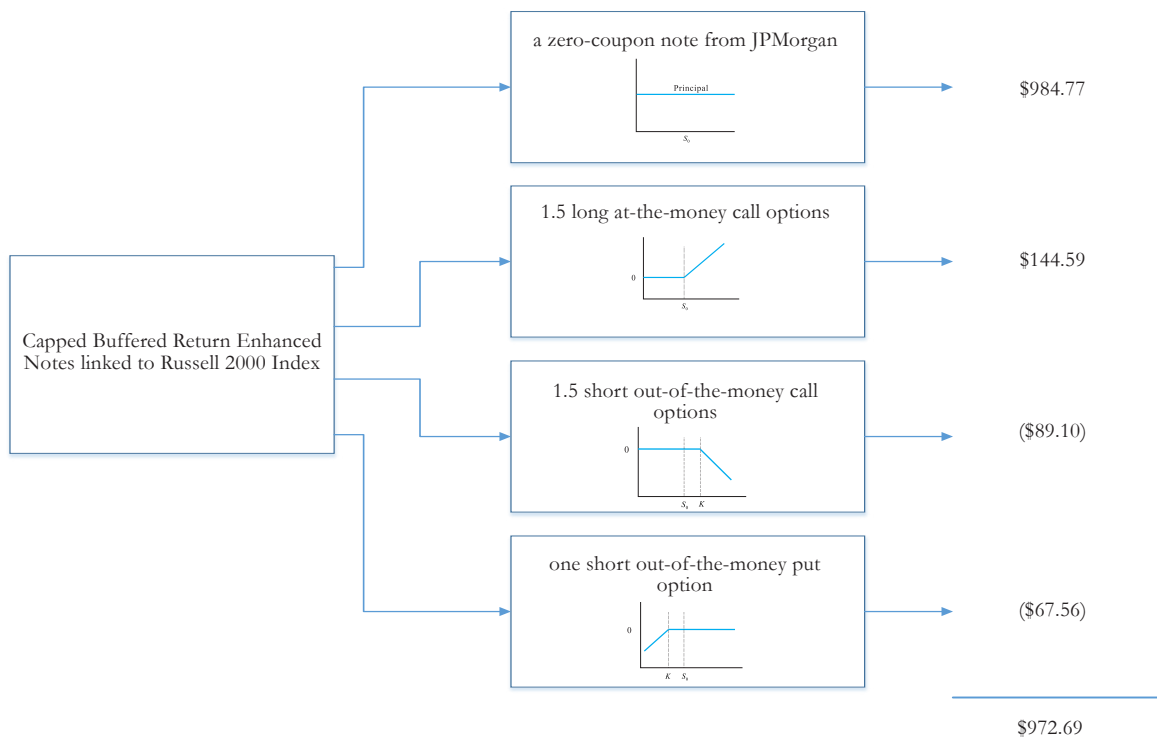 Capped Buffered Return Enhanced
Notes linked to Russell 2000 Index
a zero-coupon note from JPMorgan
Principal
S₀
$984.77
1.5 long at-the-money call options
0
S₀
$144.59
1.5 short out-of-the-money call
options
0
S₀ K
($89.10)
one short out-of-the-money put
option
0
K S₀
($67.56)
$972.69